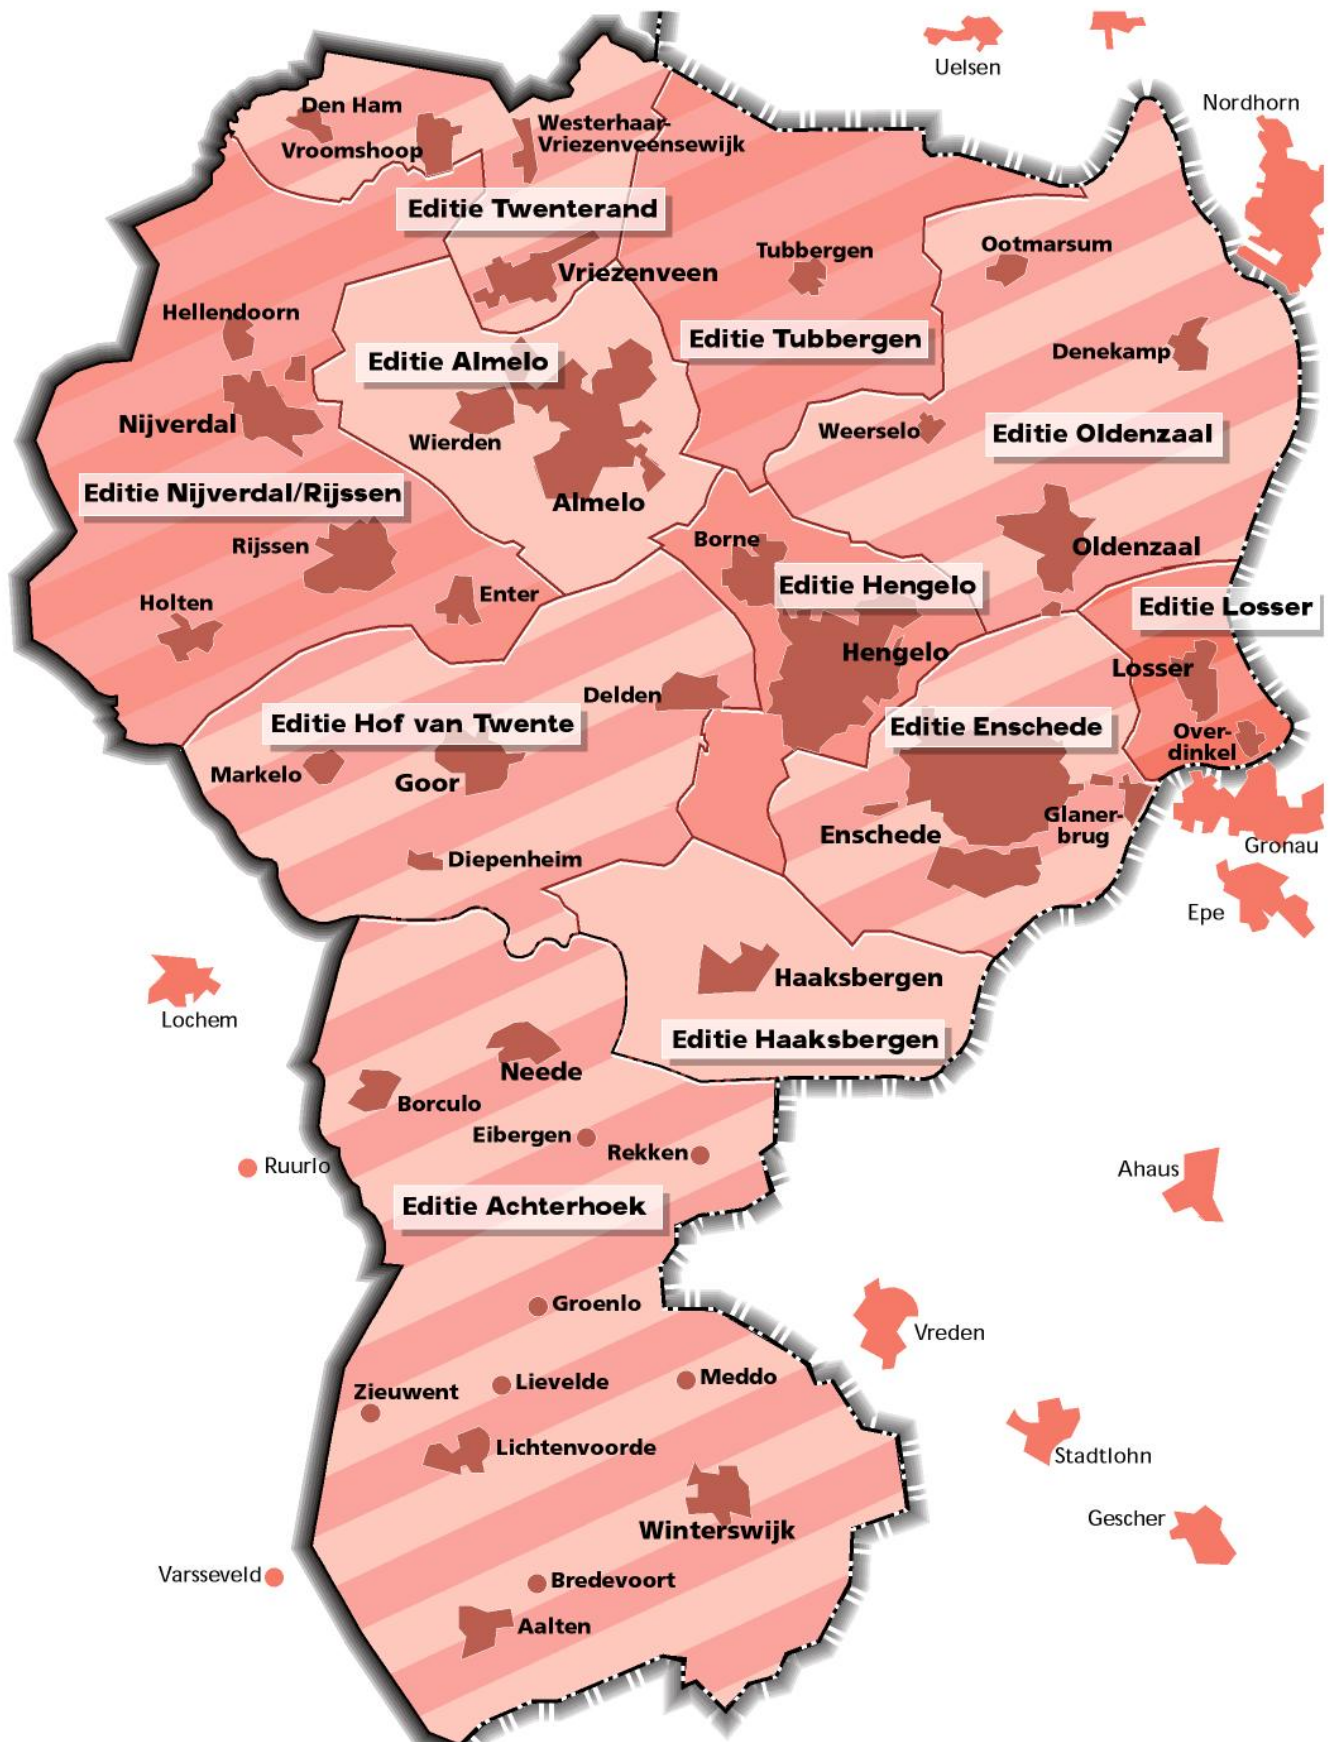 Uelsen
Nordhorn
Den Ham
Westerhaar-
Vriezenveensewijk
Vroomshoop
Editie Twenterand
Tubbergen
Ootmarsum
Vriezenveen
Hellendoorn
Editie Tubbergen
Denekamp
Editie Almelo
Nijverdal
Wierden
Weerselo
Editie Oldenzaal
Editie Nijverdal/Rijssen
Almelo
Rijssen
Borne
Oldenzaal
Editie Hengelo
Enter
Holten
Editie Losser
Hengelo
Losser
Delden
Editie Hof van Twente
Editie Enschede
Over-
dinkel
Markelo
Goor
Glaner-
brug
Enschede
Gronau
Diepenheim
Epe
Haaksbergen
Lochem
Editie Haaksbergen
Neede
Borculo
Eibergen
Rekken
Ruurlo
Ahaus
Editie Achterhoek
Groenlo
Vreden
Meddo
Lievelde
Zieuwent
Lichtenvoorde
Stadtlohn
Gescher
Winterswijk
Varsseveld
Bredevoort
Aalten